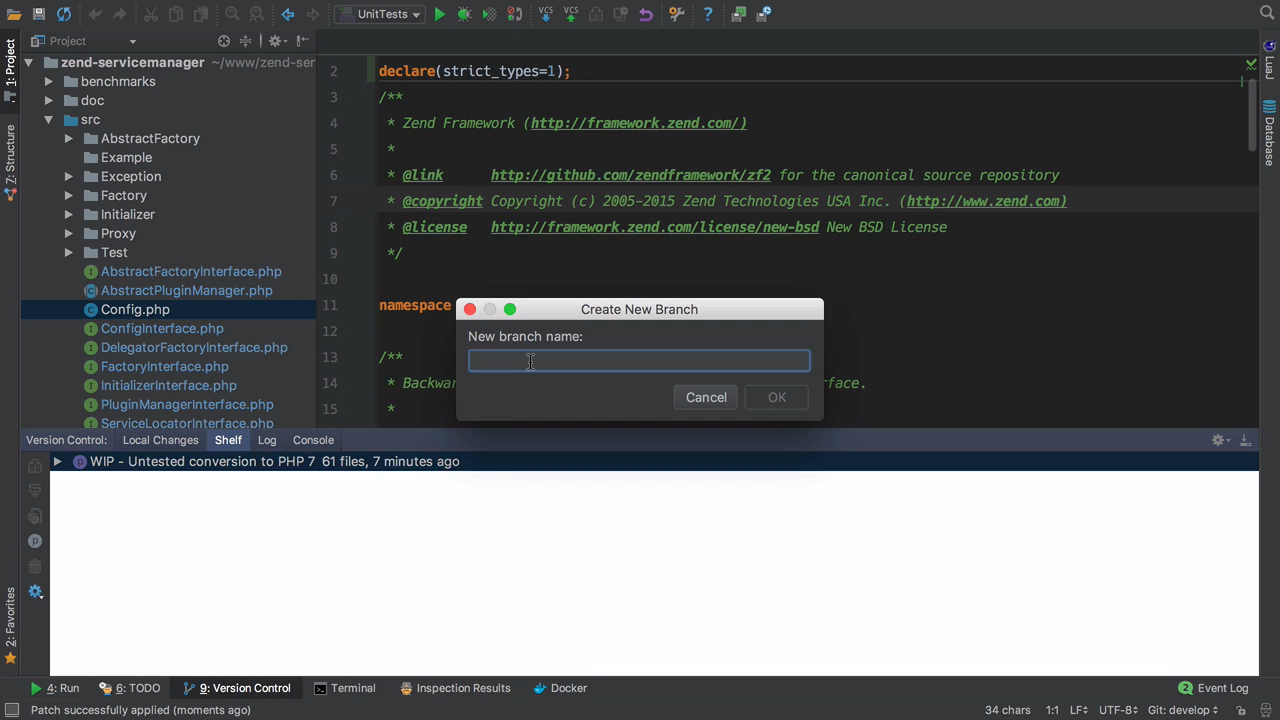 UnitTests
Project
zend-servicemanager ~/www/zend-ser
benchmarks
doc
src
AbstractFactory
Example
Exception
Factory
Initializer
Proxy
Test
AbstractFactoryInterface.php
AbstractPluginManager.php
Config.php
ConfigInterface.php
DelegatorFactoryInterface.php
FactoryInterface.php
InitializerInterface.php
PluginManagerInterface.php
ServiceLocatorInterface.php
1: Project
7: Structure
2: Favorites
2 declare(strict_types=1);
3 /**
4 * Zend Framework (http://framework.zend.com/)
5 *
6 * @link http://github.com/zendframework/zf2 for the canonical source repository
7 * @copyright Copyright (c) 2005-2015 Zend Technologies USA Inc. (http://www.zend.com)
8 * @license http://framework.zend.com/license/new-bsd New BSD License
9 */
10
11 namespace
12
13 /**
14 * Backwa face.
15 *
LuaJ
Database
Create New Branch
New branch name:
Cancel OK
Version Control: Local Changes Shelf Log Console
WIP - Untested conversion to PHP 7 61 files, 7 minutes ago
4: Run 6: TODO 9: Version Control Terminal Inspection Results Docker 2 Event Log
Patch successfully applied (moments ago) 34 chars 1:1 LF UTF-8 Git: develop